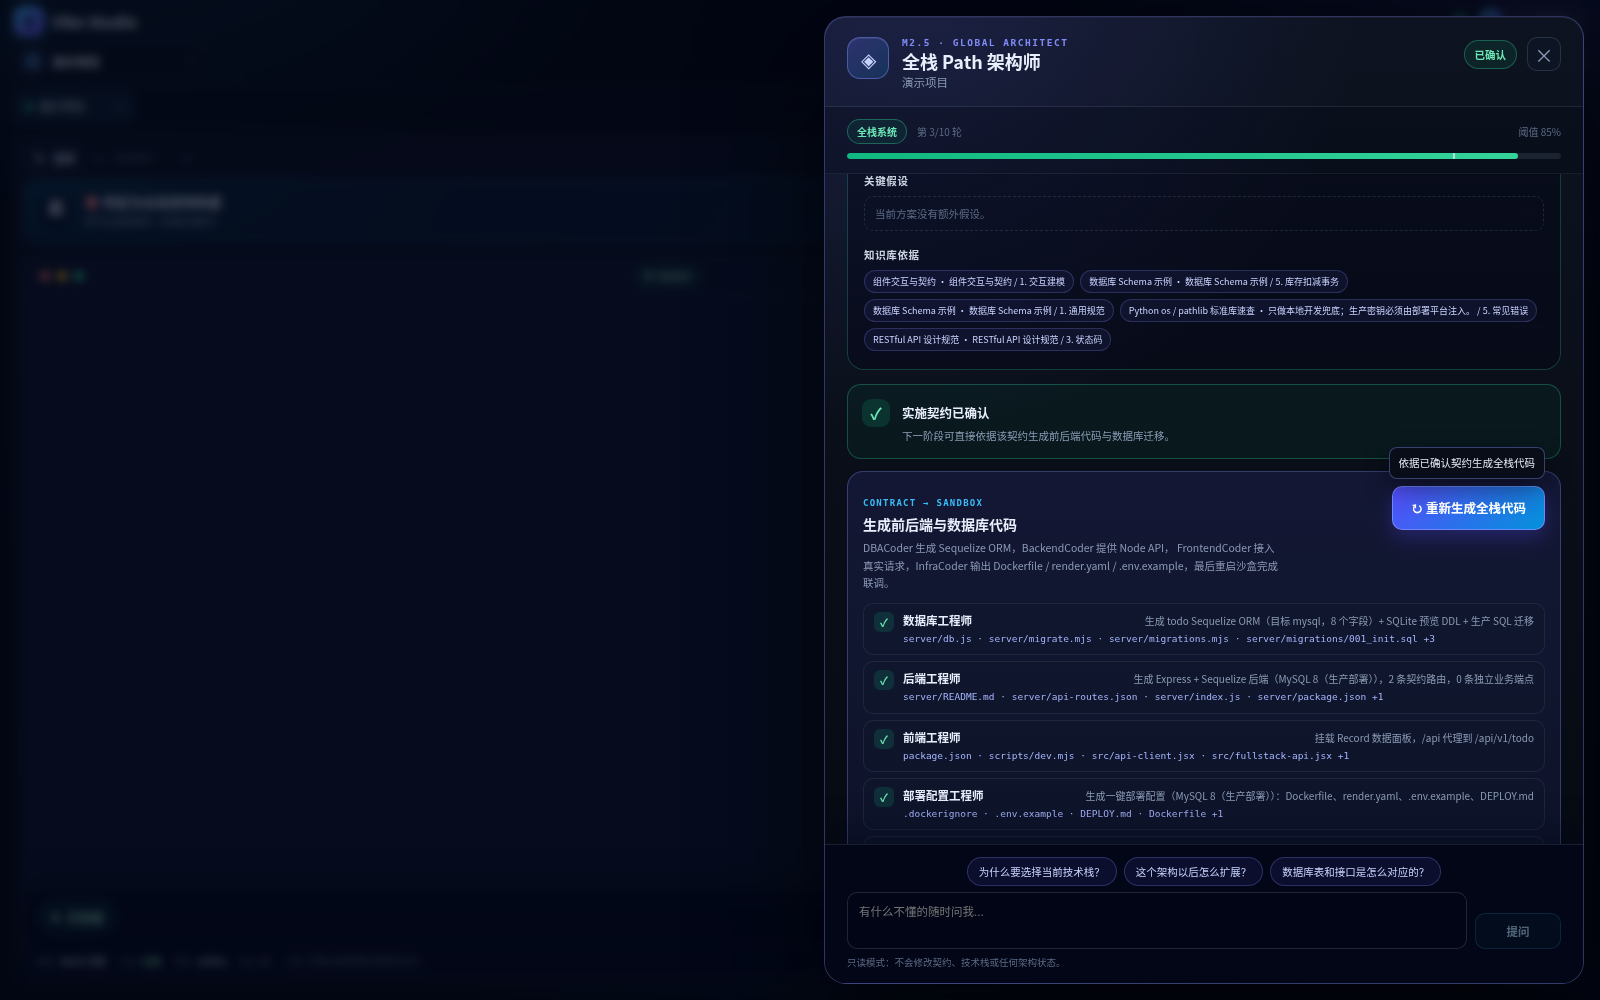 M2.5 · GLOBAL ARCHITECT
全栈 Path 架构师
演示项目
已确认
全栈系统
第 3/10 轮
阈值 85%
关键假设
当前方案没有额外假设。
知识库依据
组件交互与契约 · 组件交互与契约 / 1. 交互建模
数据库 Schema 示例 · 数据库 Schema 示例 / 5. 库存扣减事务
数据库 Schema 示例 · 数据库 Schema 示例 / 1. 通用规范
Python os / pathlib 标准库速查 · 只做本地开发兜底；生产密钥必须由部署平台注入。 / 5. 常见错误
RESTful API 设计规范 · RESTful API 设计规范 / 3. 状态码
✓
实施契约已确认
下一阶段可直接依据该契约生成前后端代码与数据库迁移。
依据已确认契约生成全栈代码
CONTRACT → SANDBOX
↻ 重新生成全栈代码
生成前后端与数据库代码
DBACoder 生成 Sequelize ORM，BackendCoder 提供 Node API， FrontendCoder 接入
真实请求，InfraCoder 输出 Dockerfile / render.yaml / .env.example，最后重启沙盒完成
联调。
✓ 数据库工程师
生成 todo Sequelize ORM（目标 mysql，8 个字段）+ SQLite 预览 DDL + 生产 SQL 迁移
server/db.js · server/migrate.mjs · server/migrations.mjs · server/migrations/001_init.sql +3
✓ 后端工程师
生成 Express + Sequelize 后端（MySQL 8（生产部署）），2 条契约路由，0 条独立业务端点
server/README.md · server/api-routes.json · server/index.js · server/package.json +1
✓ 前端工程师
挂载 Record 数据面板，/api 代理到 /api/v1/todo
package.json · scripts/dev.mjs · src/api-client.jsx · src/fullstack-api.jsx +1
✓ 部署配置工程师
生成一键部署配置（MySQL 8（生产部署））：Dockerfile、render.yaml、.env.example、DEPLOY.md
.dockerignore · .env.example · DEPLOY.md · Dockerfile +1
为什么要选择当前技术栈？
这个架构以后怎么扩展？
数据库表和接口是怎么对应的？
有什么不懂的随时问我...
提问
只读模式：不会修改契约、技术栈或任何架构状态。